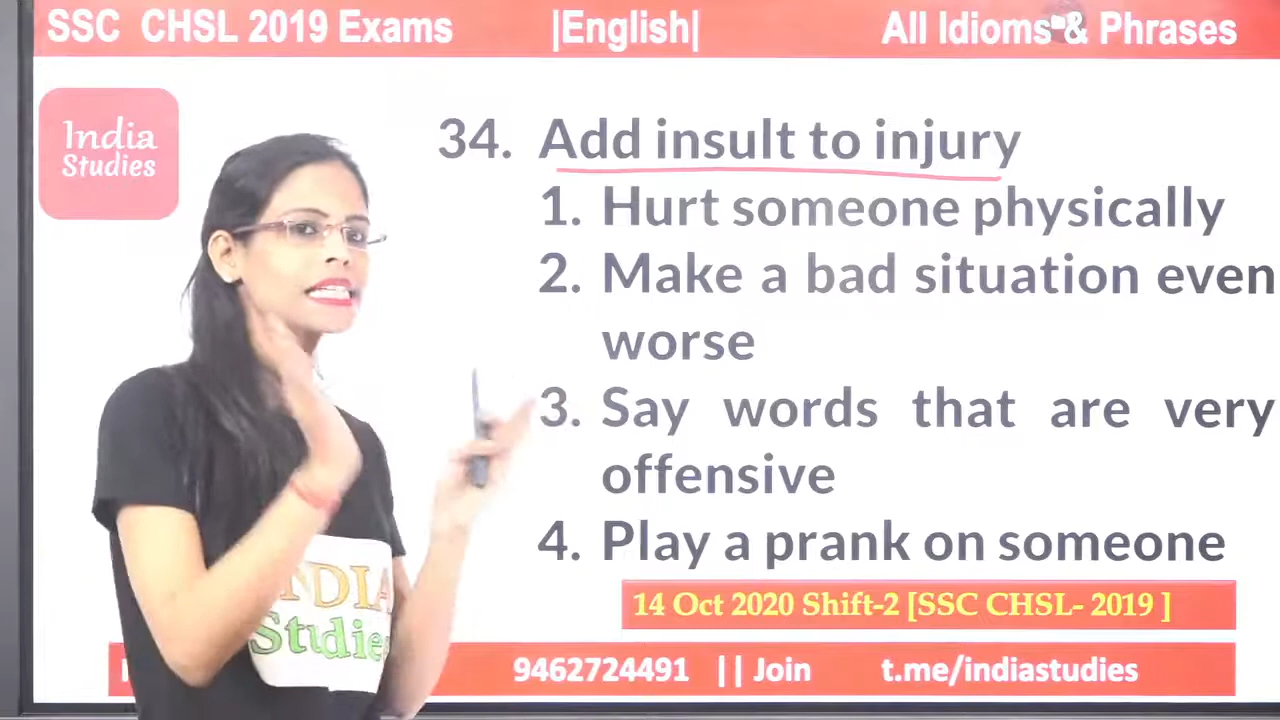 SSC CHSL 2019 Exams |English| All Idioms & Phrases
India
Studies
34. Add insult to injury
1. Hurt someone physically
2. Make a bad situation even
worse
3. Say words that are very
offensive
4. Play a prank on someone
14 Oct 2020 Shift-2 [SSC CHSL- 2019 ]
INDIA
Studies
9462724491 || Join t.me/indiastudies